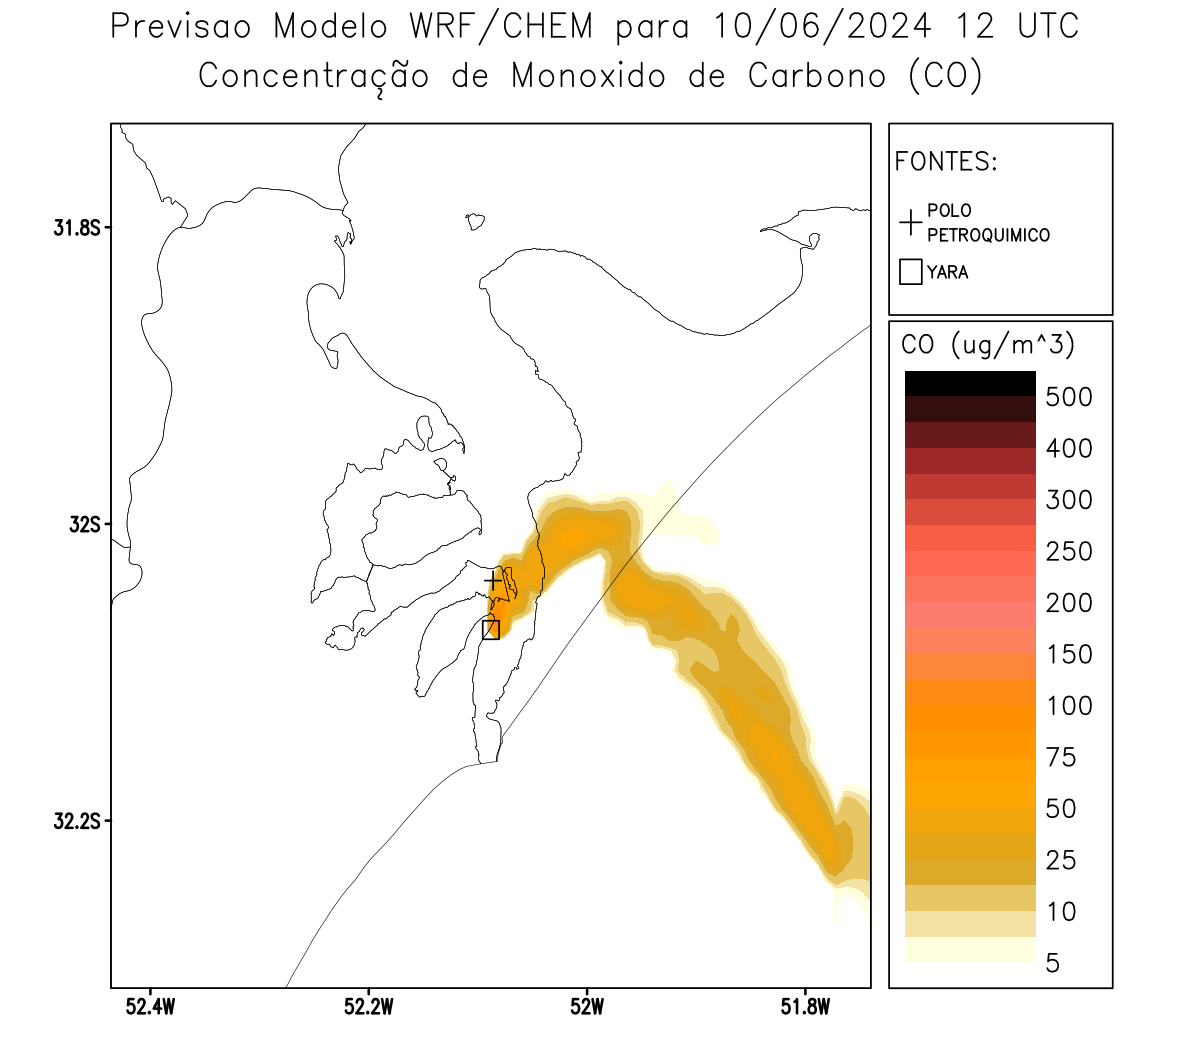 Previsao Modelo WRF/CHEM para 10/06/2024 12 UTC
Concentração de Monoxido de Carbono (CO)
FONTES:
POLO
PETROQUIMICO
YARA
31.8S
32S
32.2S
52.4W
52.2W
52W
51.8W
CO (ug/m^3)
500
400
300
250
200
150
100
75
50
25
10
5